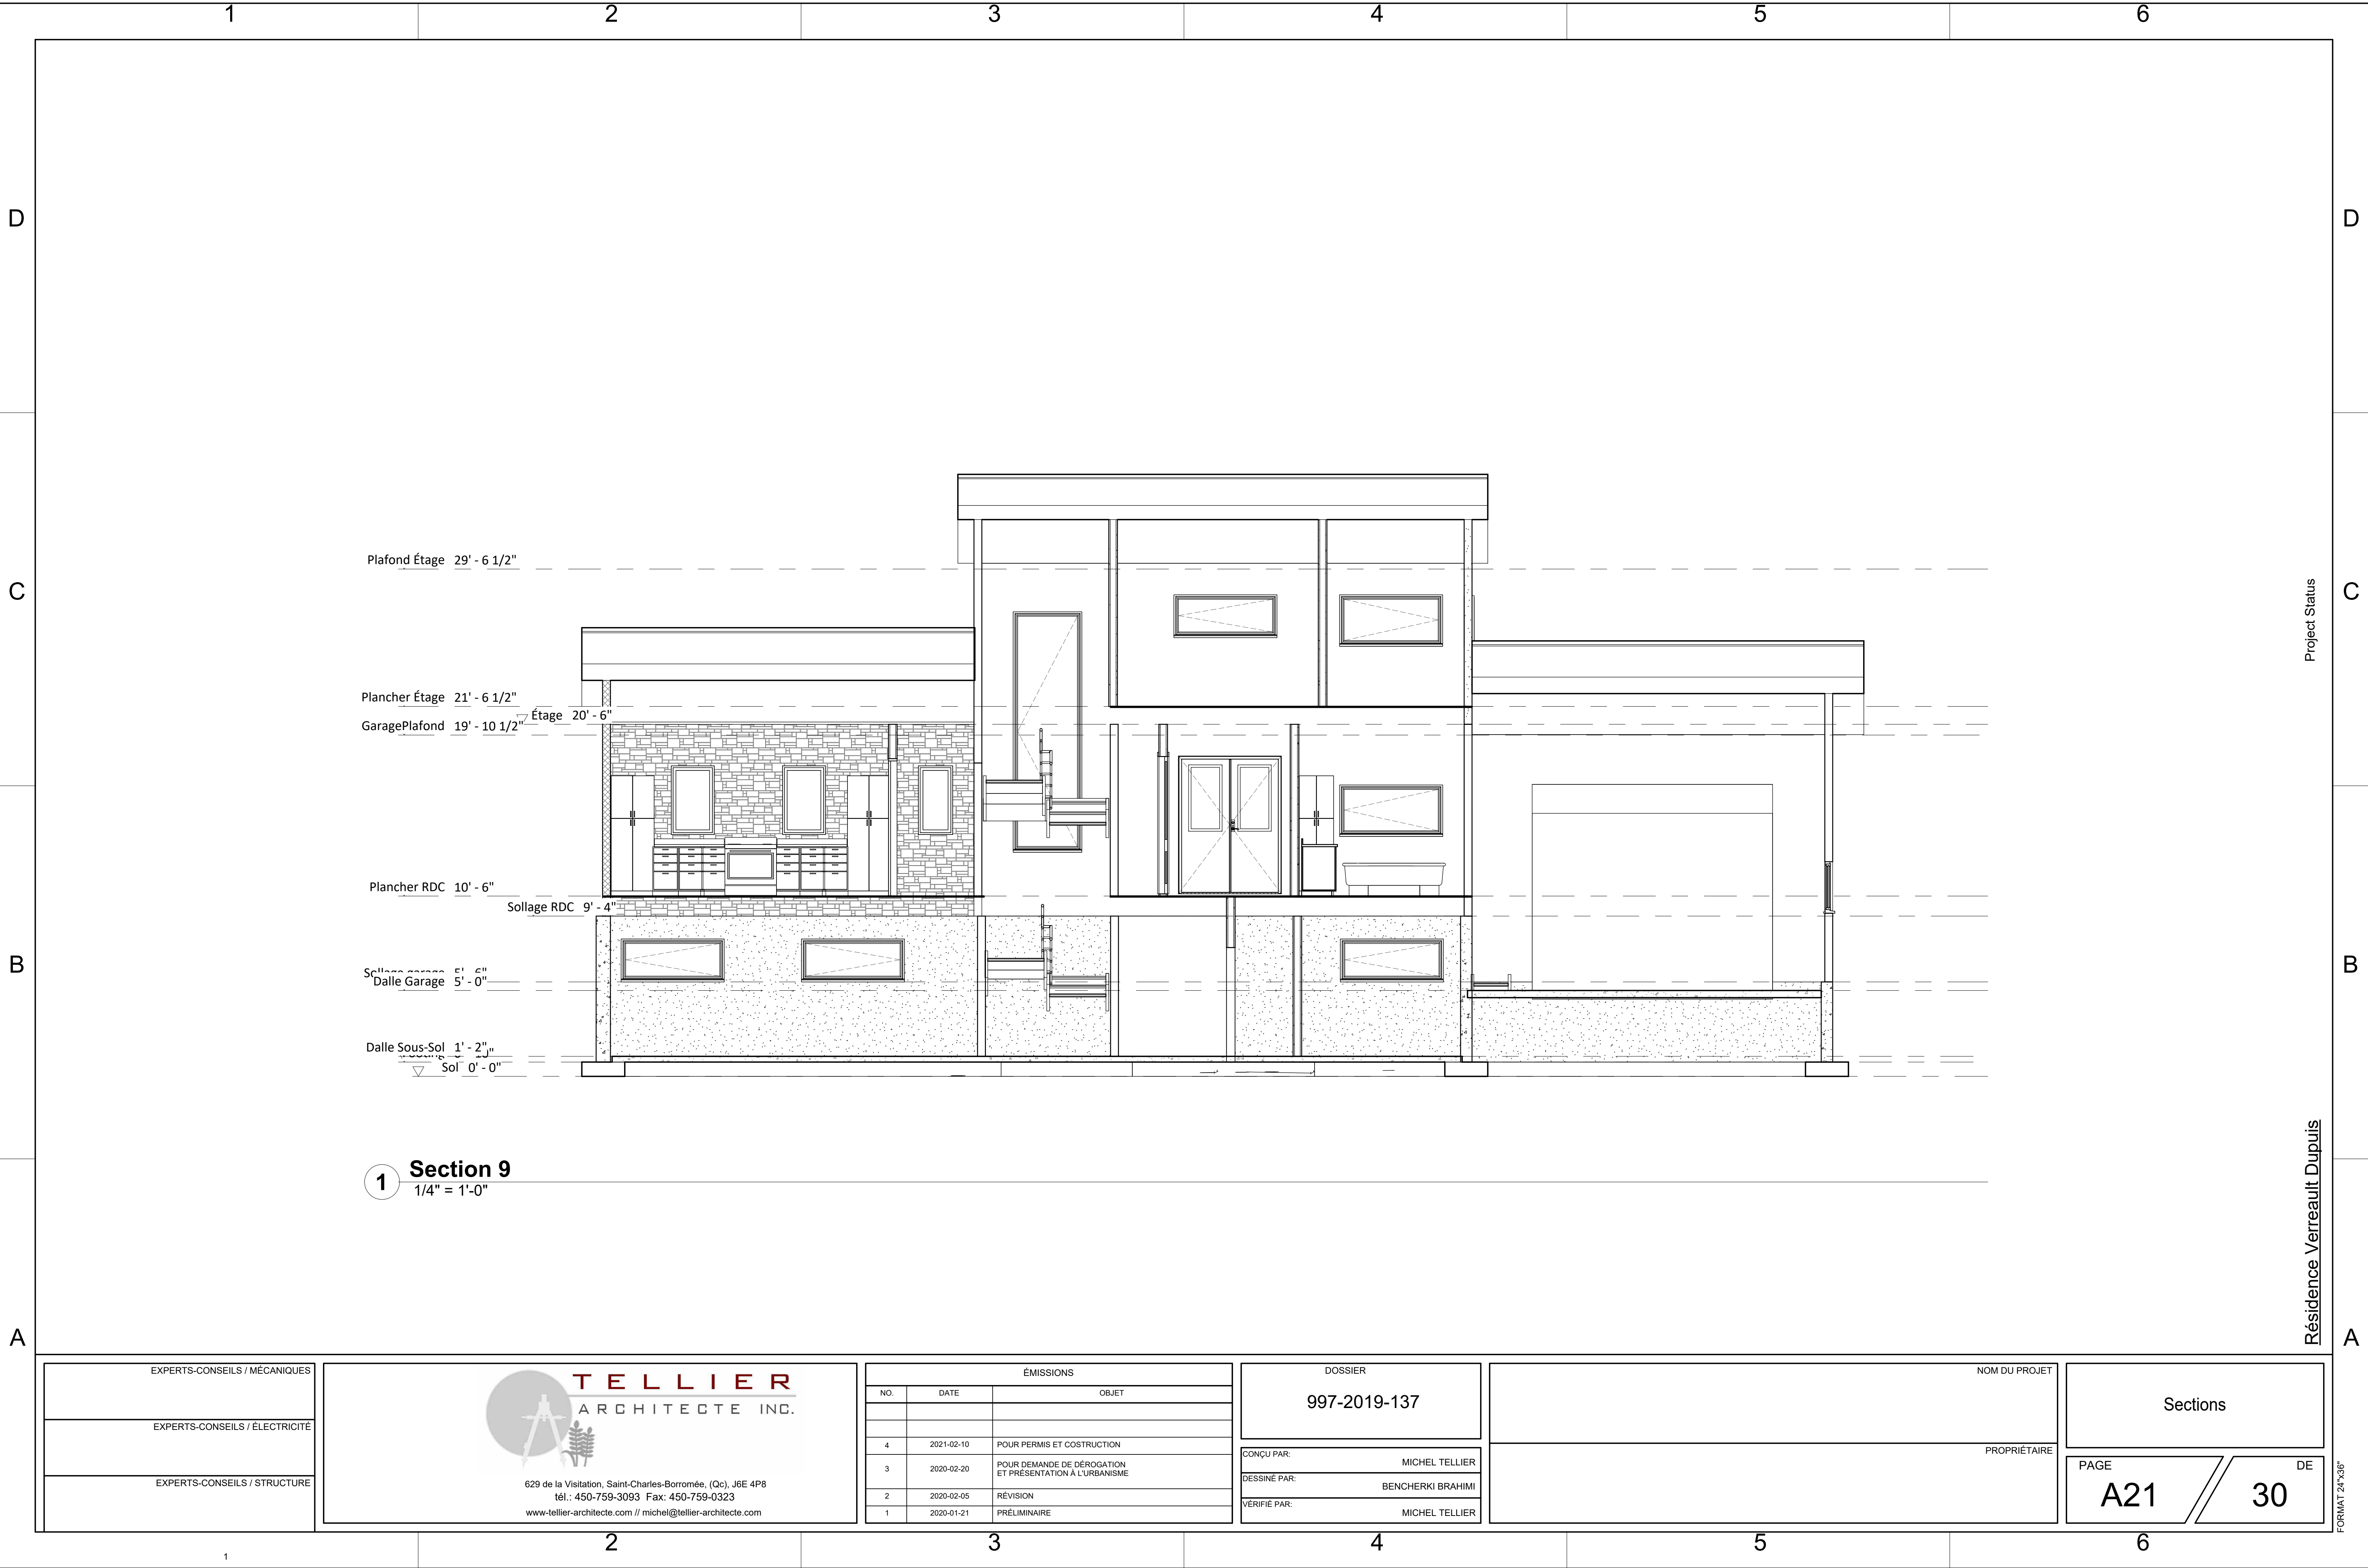 1 2 3 4 5 6
D D
C C
B B
A A
Plafond Étage 29' - 6 1/2"
Plancher Étage 21' - 6 1/2"
Étage 20' - 6"
GaragePlafond 19' - 10 1/2"
Plancher RDC 10' - 6"
Sollage RDC 9' - 4"
Sollage garage 5' - 6"
Dalle Garage 5' - 0"
Dalle Sous-Sol 1' - 2"
Sol 0' - 0"
1 Section 9
1/4" = 1'-0"
Project Status
Résidence Verreault Dupuis
EXPERTS-CONSEILS / MÉCANIQUES
EXPERTS-CONSEILS / ÉLECTRICITÉ
EXPERTS-CONSEILS / STRUCTURE
TELLIER
ARCHITECTE INC.
629 de la Visitation, Saint-Charles-Borromée, (Qc), J6E 4P8
tél.: 450-759-3093 Fax: 450-759-0323
www-tellier-architecte.com // michel@tellier-architecte.com
ÉMISSIONS
NO. DATE OBJET
4 2021-02-10 POUR PERMIS ET COSTRUCTION
3 2020-02-20 POUR DEMANDE DE DÉROGATION
ET PRÉSENTATION À L'URBANISME
2 2020-02-05 RÉVISION
1 2020-01-21 PRÉLIMINAIRE
DOSSIER
997-2019-137
CONÇU PAR:
MICHEL TELLIER
DESSINÉ PAR:
BENCHERKI BRAHIMI
VÉRIFIÉ PAR:
MICHEL TELLIER
NOM DU PROJET
PROPRIÉTAIRE
Sections
PAGE DE
A21 30
FORMAT 24"x36"
2 3 4 5 6
1